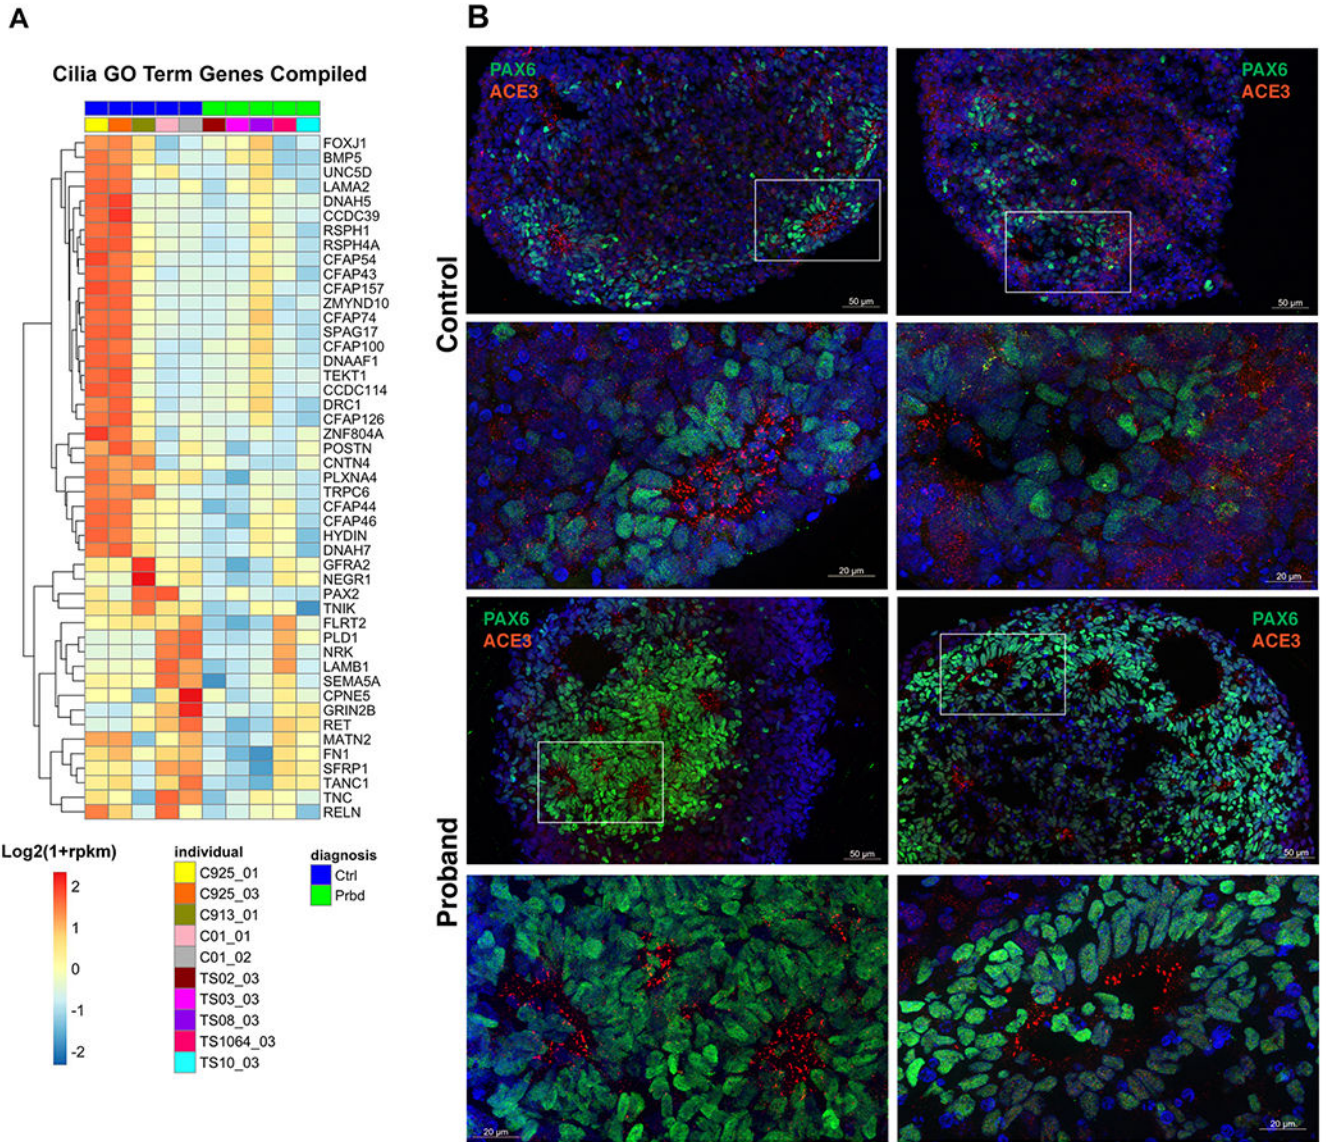 A
Cilia GO Term Genes Compiled
FOXJ1
BMP5
UNC5D
LAMA2
DNAH5
CCDC39
RSPH1
RSPH4A
CFAP54
CFAP43
CFAP157
ZMYND10
CFAP74
SPAG17
CFAP100
DNAAF1
TEKT1
CCDC114
DRC1
CFAP126
ZNF804A
POSTN
CNTN4
PLXNA4
TRPC6
CFAP44
CFAP46
HYDIN
DNAH7
GFRA2
NEGR1
PAX2
TNIK
FLRT2
PLD1
NRK
LAMB1
SEMA5A
CPNE5
GRIN2B
RET
MATN2
FN1
SFRP1
TANC1
TNC
RELN
Log2(1+rpkm)
2
1
0
-1
-2
individual
C925_01
C925_03
C913_01
C01_01
C01_02
TS02_03
TS03_03
TS08_03
TS1064_03
TS10_03
diagnosis
Ctrl
Prbd
B
Control
PAX6
ACE3
50 µm
PAX6
ACE3
50 µm
20 µm
20 µm
Proband
PAX6
ACE3
50 µm
PAX6
ACE3
50 µm
20 µm
20 µm